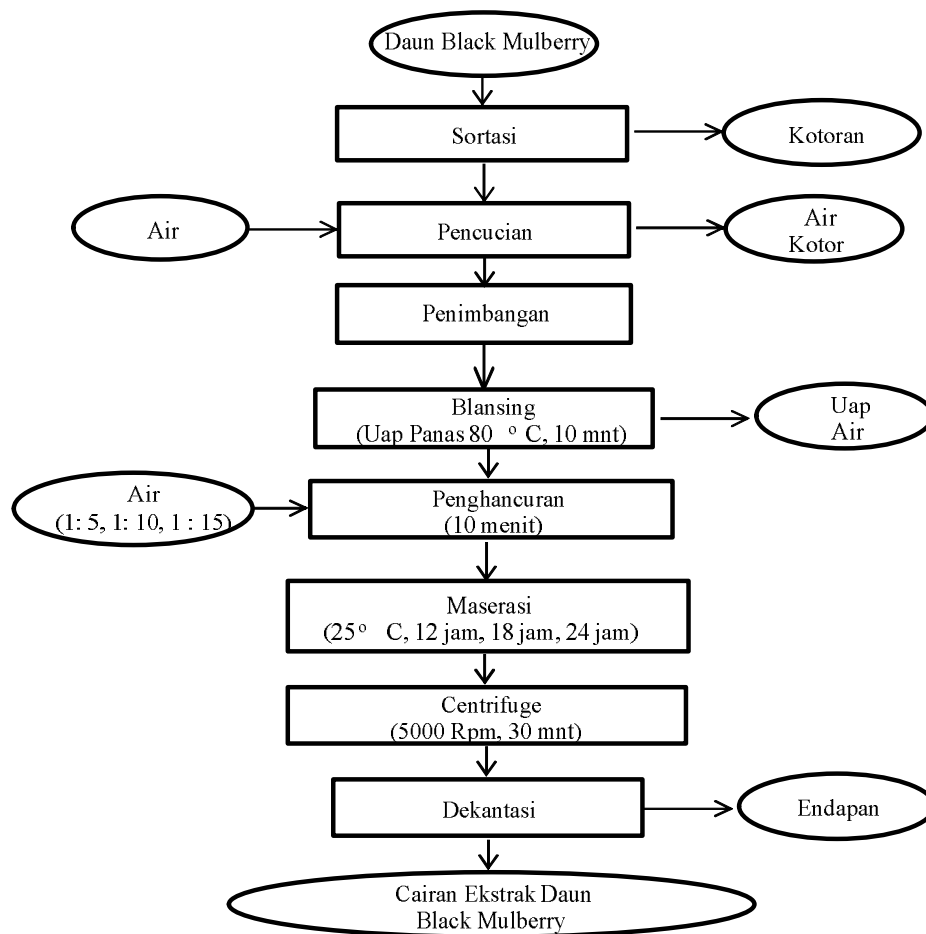 Daun Black Mulberry
Sortasi
Kotoran
Air
Pencucian
Air
Kotor
Penimbangan
Blansing
(Uap Panas 80 º C, 10 mnt)
Uap
Air
Air
(1: 5, 1: 10, 1 : 15)
Penghancuran
(10 menit)
Maserasi
(25º C, 12 jam, 18 jam, 24 jam)
Centrifuge
(5000 Rpm, 30 mnt)
Dekantasi
Endapan
Cairan Ekstrak Daun
Black Mulberry